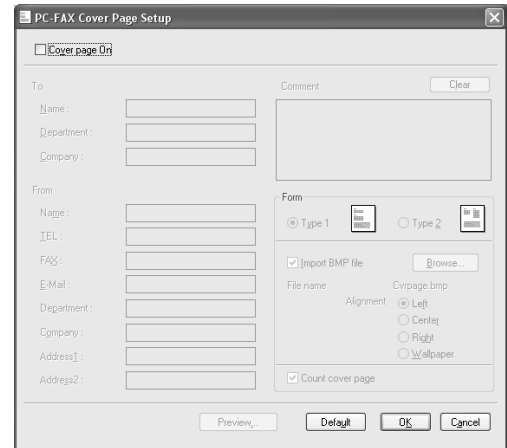 PC-FAX Cover Page Setup
Cover page On
To
Name :
Department :
Company :
From
Name :
TEL :
FAX :
E-Mail :
Department :
Company :
Address1 :
Address2 :
Comment
Clear
Form
Type 1
Type 2
Import BMP file
Browse...
File name
Cvrpage.bmp
Alignment
Left
Center
Right
Wallpaper
Count cover page
Preview...
Default
OK
Cancel